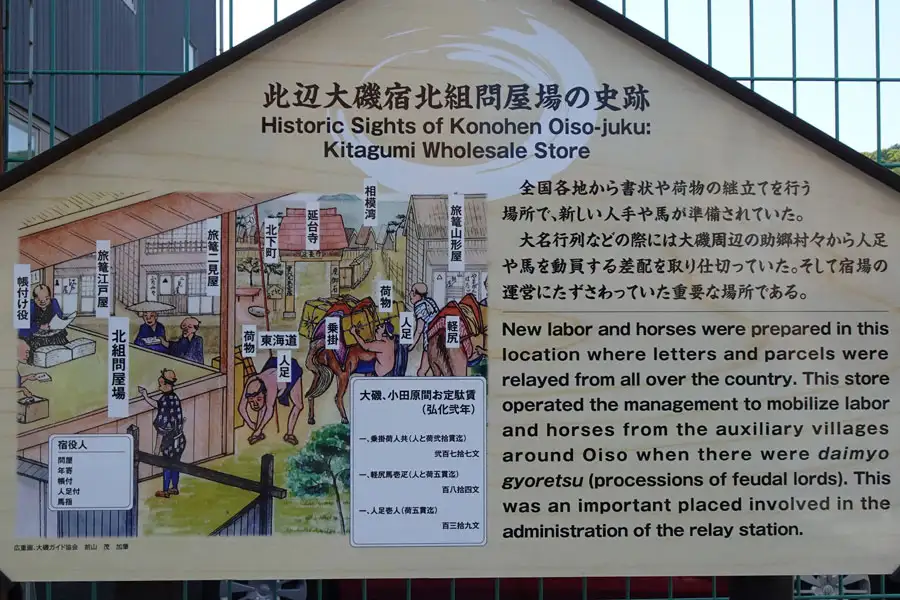 此辺大磯宿北組問屋場の史跡
Historic Sights of Konohen Oiso-juku:
Kitagumi Wholesale Store
全国各地から書状や荷物の継立てを行う
場所で、新しい人手や馬が準備されていた。
大名行列などの際には大磯周辺の助郷村々から人足
や馬を動員する差配を取り仕切っていた。そして宿場の
運営にたずさわっていた重要な場所である。
New labor and horses were prepared in this
location where letters and parcels were
relayed from all over the country. This store
operated the management to mobilize labor
and horses from the auxiliary villages
around Oiso when there were daimyo
gyoretsu (processions of feudal lords). This
was an important placed involved in the
administration of the relay station.
帳付け役
旅篭江戸屋
北組問屋場
旅篭二見屋
北下町
延台寺
相模湾
旅篭山形屋
荷物
東海道
人足
乗掛
荷物
人足
軽尻
宿役人
問屋
年寄
帳付
人足付
馬指
大磯、小田原間お定駄賃
(弘化弐年)
一、乗掛荷人共(人と荷弐拾貫迄)
弐百七拾七文
一、軽尻馬壱疋(人と荷五貫迄)
百八拾四文
一、人足壱人(荷五貫迄)
百三拾九文
広重画、大磯ガイド協会 前山 茂 加筆